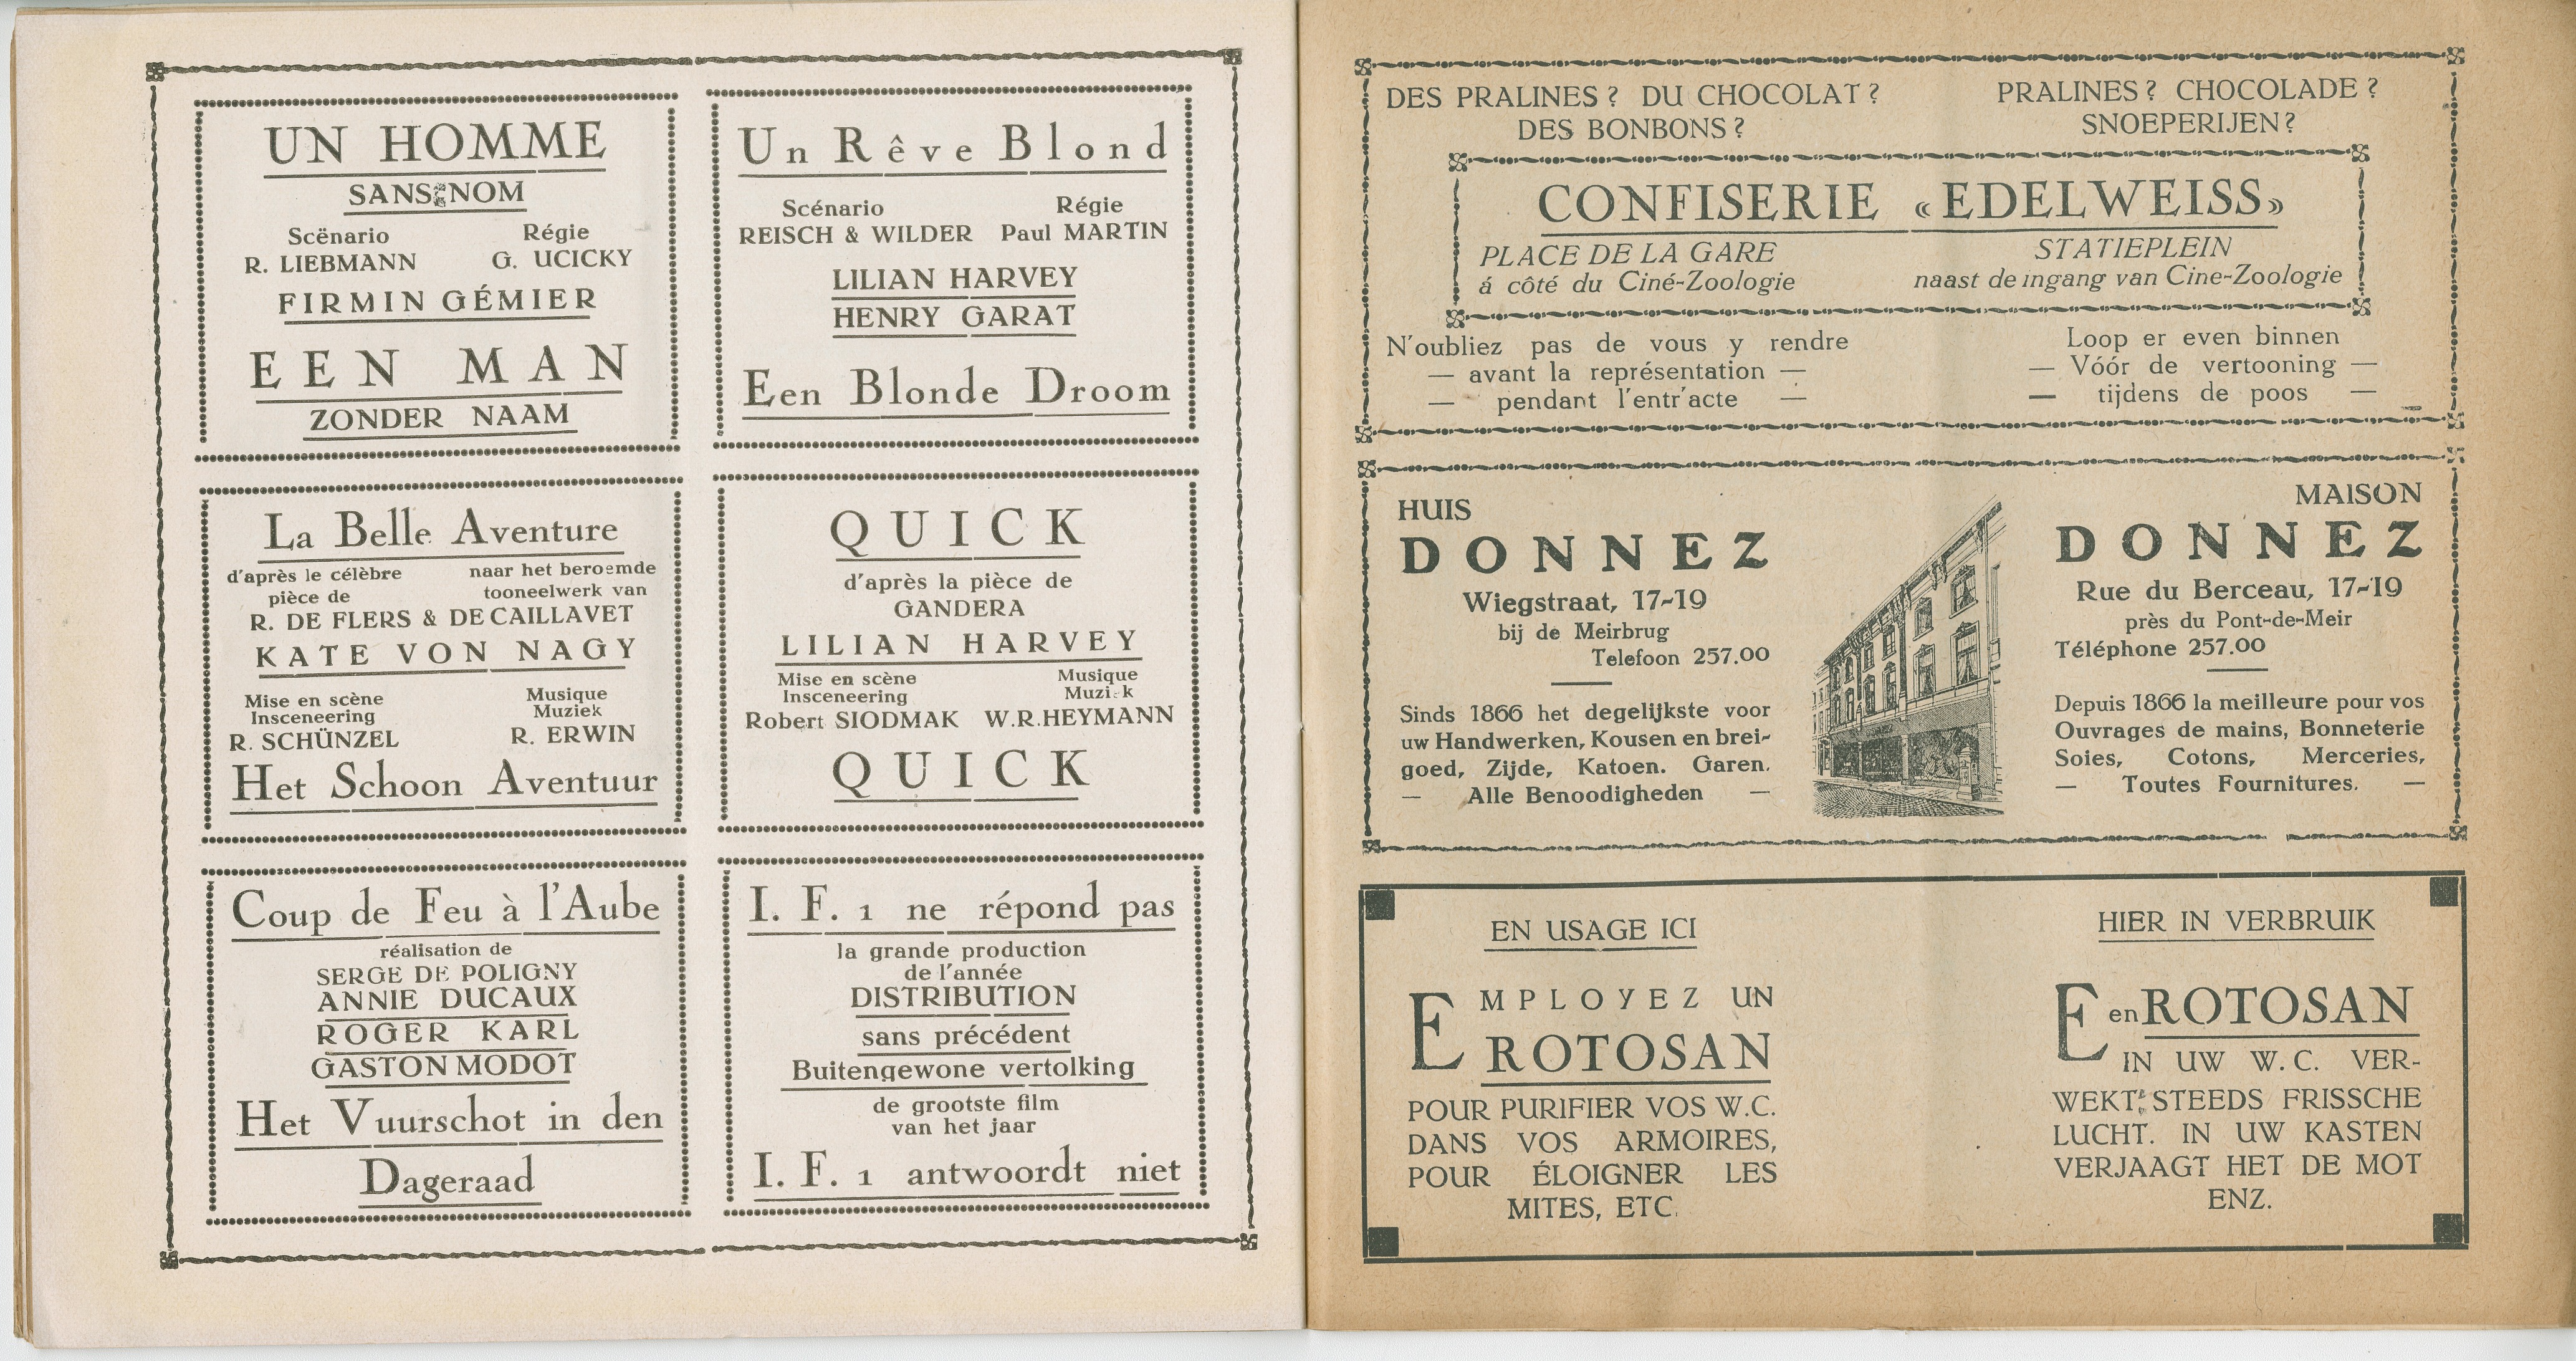 UN HOMME
SANS NOM
Scënario Régie
R. LIEBMANN G. UCICKY
FIRMIN GÉMIER
EEN MAN
ZONDER NAAM
Un Rêve Blond
Scénario Régie
REISCH & WILDER Paul MARTIN
LILIAN HARVEY
HENRY GARAT
Een Blonde Droom
La Belle Aventure
d'après le célèbre naar het beroemde
pièce de tooneelwerk van
R. DE FLERS & DE CAILLAVET
KATE VON NAGY
Mise en scène Musique
Insceneering Muziek
R. SCHÜNZEL R. ERWIN
Het Schoon Aventuur
QUICK
d'après la pièce de
GANDERA
LILIAN HARVEY
Mise en scène Musique
Insceneering Muziek
Robert SIODMAK W.R.HEYMANN
QUICK
Coup de Feu à l'Aube
réalisation de
SERGE DE POLIGNY
ANNIE DUCAUX
ROGER KARL
GASTON MODOT
Het Vuurschot in den
Dageraad
I. F. 1 ne répond pas
la grande production
de l'année
DISTRIBUTION
sans précédent
Buitengewone vertolking
de grootste film
van het jaar
I. F. 1 antwoordt niet
DES PRALINES? DU CHOCOLAT?
DES BONBONS?
PRALINES? CHOCOLADE?
SNOEPERIJEN?
CONFISERIE «EDELWEISS»
PLACE DE LA GARE
á côté du Ciné-Zoologie
STATIEPLEIN
naast de ingang van Cine-Zoologie
N'oubliez pas de vous y rendre
— avant la représentation —
— pendant l'entr'acte —
Loop er even binnen
— Vóór de vertooning —
— tijdens de poos —
HUIS
DONNEZ
Wiegstraat, 17-19
bij de Meirbrug
Telefoon 257.00
Sinds 1866 het degelijkste voor
uw Handwerken, Kousen en brei-
goed, Zijde, Katoen. Garen.
— Alle Benoodigheden —
MAISON
DONNEZ
Rue du Berceau, 17-19
près du Pont-de-Meir
Téléphone 257.00
Depuis 1866 la meilleure pour vos
Ouvrages de mains, Bonneterie
Soies, Cotons, Merceries,
— Toutes Fournitures. —
EN USAGE ICI
EMPLOYEZ UN
ROTOSAN
POUR PURIFIER VOS W.C.
DANS VOS ARMOIRES,
POUR ÉLOIGNER LES
MITES, ETC.
HIER IN VERBRUIK
Een ROTOSAN
IN UW W.C. VER-
WEKT STEEDS FRISSCHE
LUCHT. IN UW KASTEN
VERJAAGT HET DE MOT
ENZ.